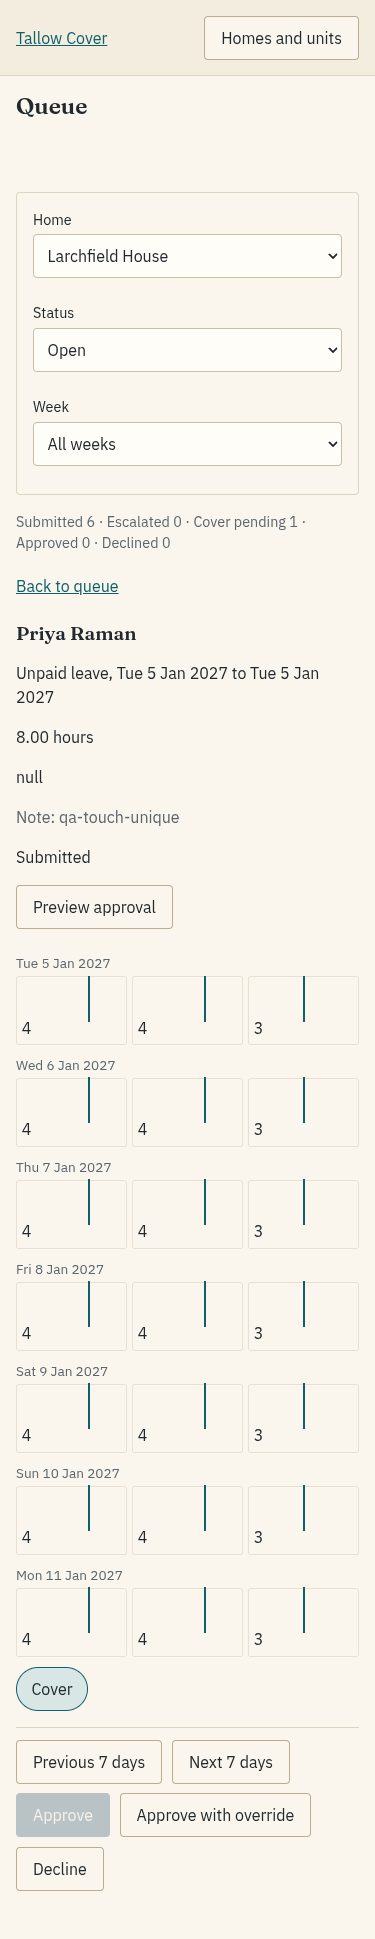 Tallow Cover
Homes and units
Queue
Home
Larchfield House
Status
Open
Week
All weeks
Submitted 6 · Escalated 0 · Cover pending 1 ·
Approved 0 · Declined 0
Back to queue
Priya Raman
Unpaid leave, Tue 5 Jan 2027 to Tue 5 Jan
2027
8.00 hours
null
Note: qa-touch-unique
Submitted
Preview approval
Tue 5 Jan 2027
4 4 3
Wed 6 Jan 2027
4 4 3
Thu 7 Jan 2027
4 4 3
Fri 8 Jan 2027
4 4 3
Sat 9 Jan 2027
4 4 3
Sun 10 Jan 2027
4 4 3
Mon 11 Jan 2027
4 4 3
Cover
Previous 7 days Next 7 days
Approve Approve with override
Decline